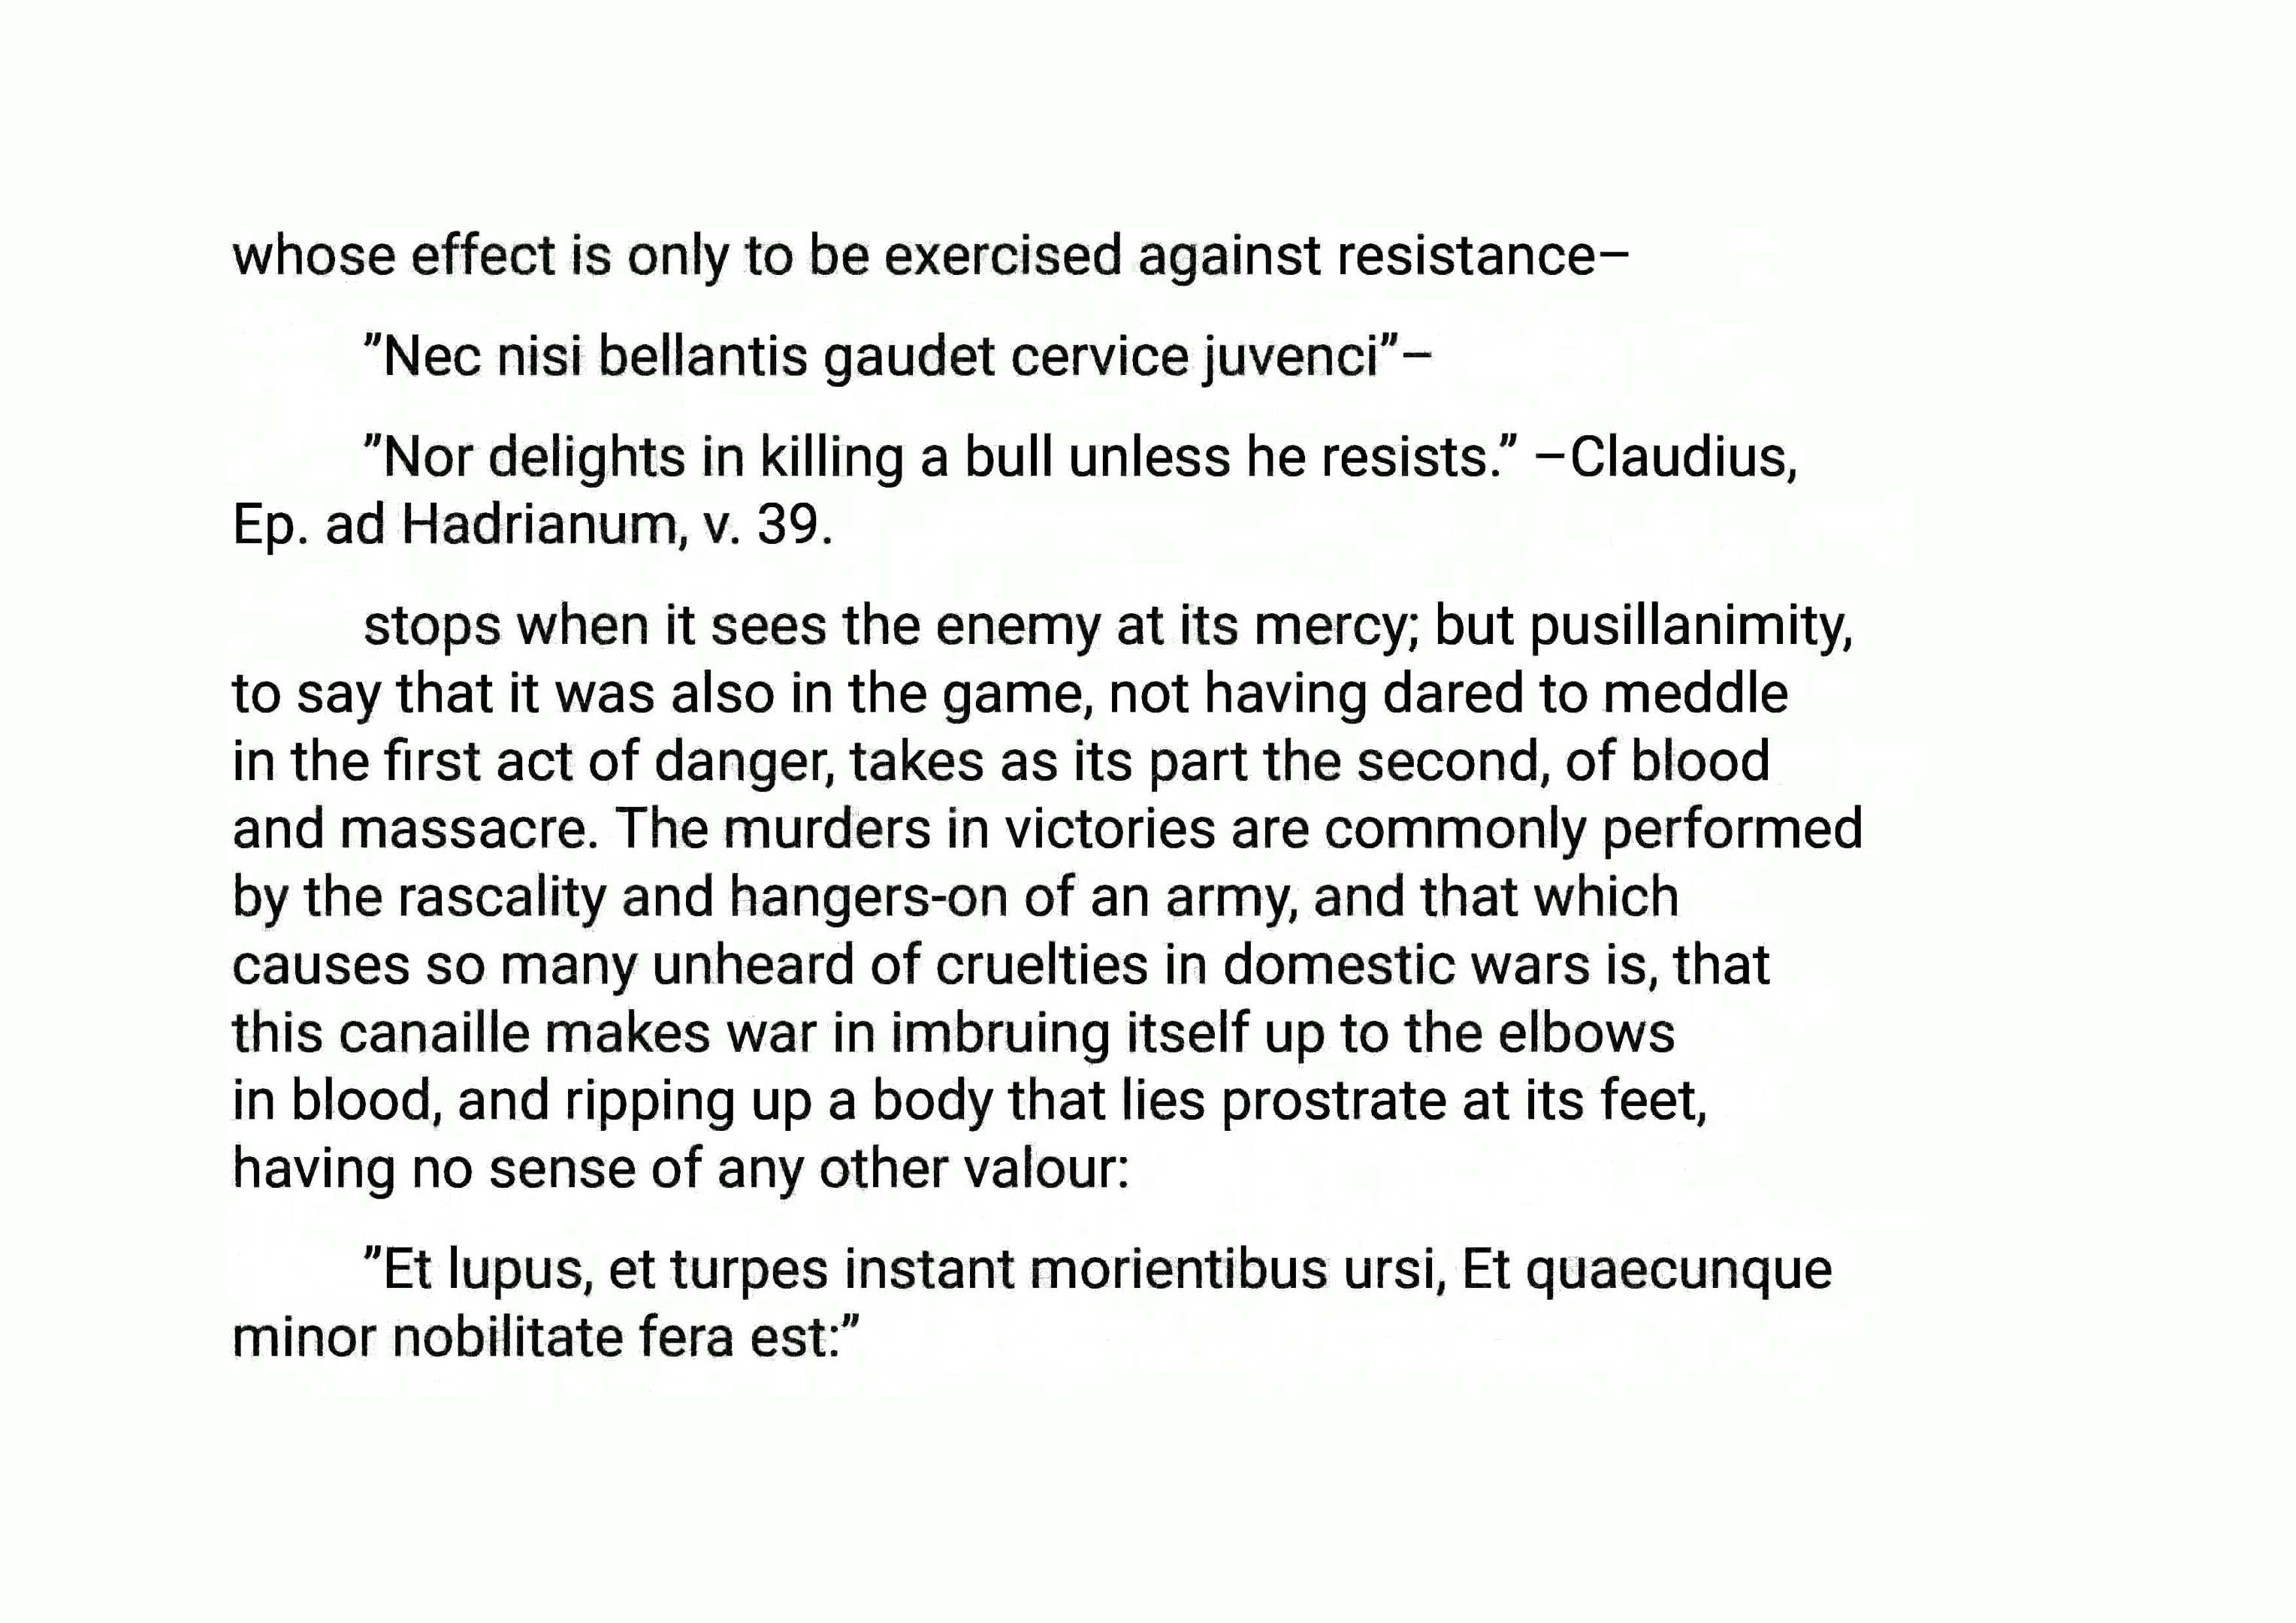 whose effect is only to be exercised against resistance–
”Nec nisi bellantis gaudet cervice juvenci”–
”Nor delights in killing a bull unless he resists.” –Claudius,
Ep. ad Hadrianum, v. 39.
stops when it sees the enemy at its mercy; but pusillanimity,
to say that it was also in the game, not having dared to meddle
in the first act of danger, takes as its part the second, of blood
and massacre. The murders in victories are commonly performed
by the rascality and hangers-on of an army, and that which
causes so many unheard of cruelties in domestic wars is, that
this canaille makes war in imbruing itself up to the elbows
in blood, and ripping up a body that lies prostrate at its feet,
having no sense of any other valour:
”Et lupus, et turpes instant morientibus ursi, Et quaecunque
minor nobilitate fera est:”